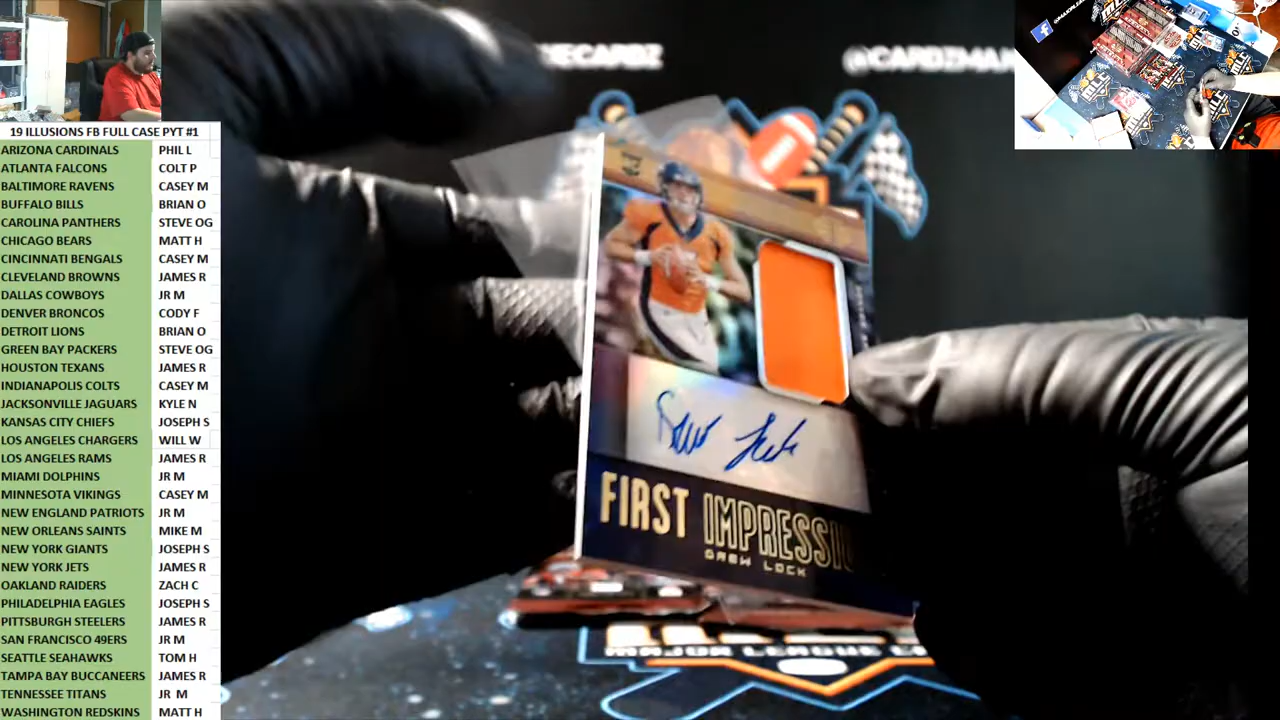 19 ILLUSIONS FB FULL CASE PYT #1
ARIZONA CARDINALS PHIL L
ATLANTA FALCONS COLT P
BALTIMORE RAVENS CASEY M
BUFFALO BILLS BRIAN O
CAROLINA PANTHERS STEVE OG
CHICAGO BEARS MATT H
CINCINNATI BENGALS CASEY M
CLEVELAND BROWNS JAMES R
DALLAS COWBOYS JR M
DENVER BRONCOS CODY F
DETROIT LIONS BRIAN O
GREEN BAY PACKERS STEVE OG
HOUSTON TEXANS JAMES R
INDIANAPOLIS COLTS CASEY M
JACKSONVILLE JAGUARS KYLE N
KANSAS CITY CHIEFS JOSEPH S
LOS ANGELES CHARGERS WILL W
LOS ANGELES RAMS JAMES R
MIAMI DOLPHINS JR M
MINNESOTA VIKINGS CASEY M
NEW ENGLAND PATRIOTS JR M
NEW ORLEANS SAINTS MIKE M
NEW YORK GIANTS JOSEPH S
NEW YORK JETS JAMES R
OAKLAND RAIDERS ZACH C
PHILADELPHIA EAGLES JOSEPH S
PITTSBURGH STEELERS JAMES R
SAN FRANCISCO 49ERS JR M
SEATTLE SEAHAWKS TOM H
TAMPA BAY BUCCANEERS JAMES R
TENNESSEE TITANS JR M
WASHINGTON REDSKINS MATT H
@CARDZMAN
Drew Lock
FIRST IMPRESSI
DREW LOCK
MAJOR LEAGUE